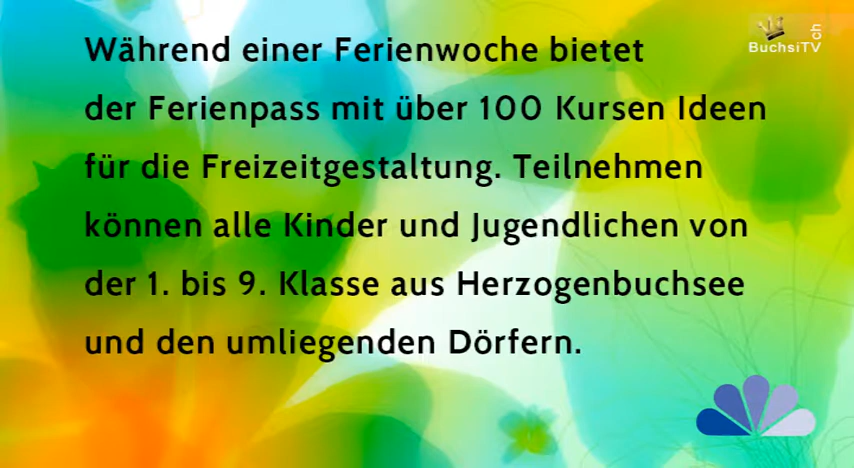 BuchsiTV
ch
Während einer Ferienwoche bietet
der Ferienpass mit über 100 Kursen Ideen
für die Freizeitgestaltung. Teilnehmen
können alle Kinder und Jugendlichen von
der 1. bis 9. Klasse aus Herzogenbuchsee
und den umliegenden Dörfern.